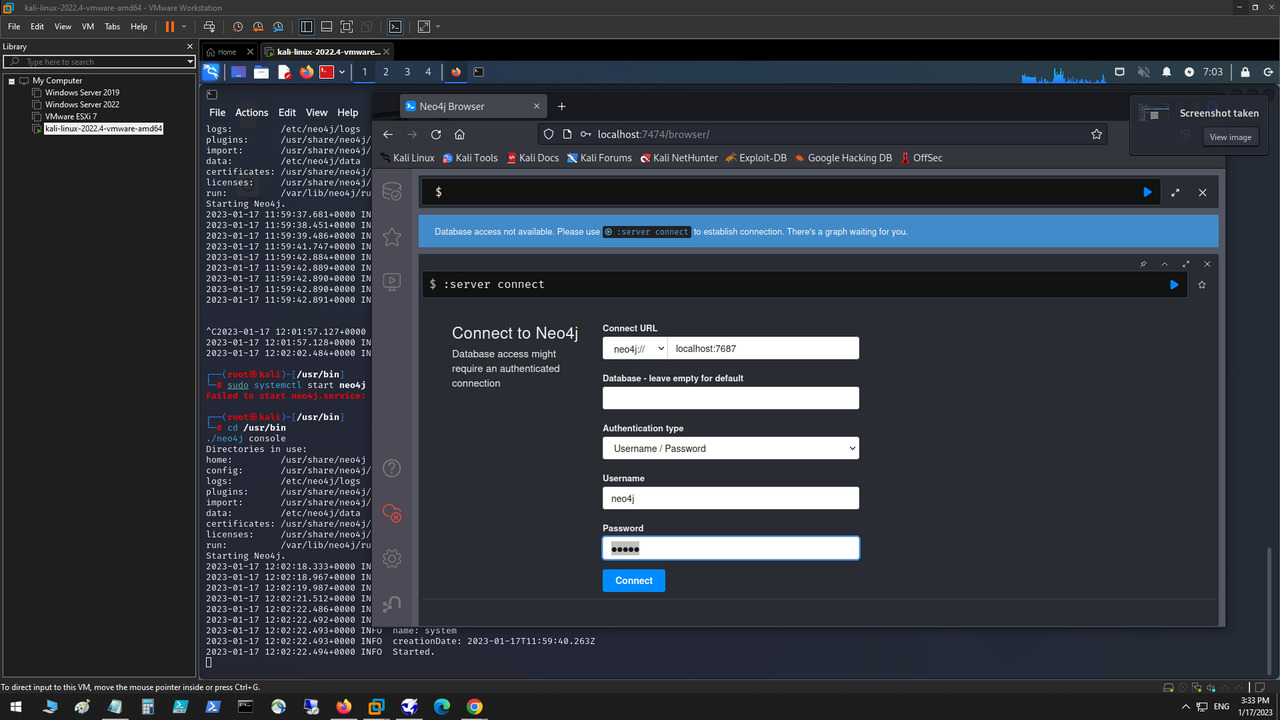 kali-linux-2022.4-vmware-amd64 - VMware Workstation
File Edit View VM Tabs Help
Library
Type here to search
My Computer
Windows Server 2019
Windows Server 2022
VMware ESXi 7
kali-linux-2022.4-vmware-amd64
Home
kali-linux-2022.4-vmware...
1 2 3 4
7:03
File Actions Edit View Help
logs: /etc/neo4j/logs
plugins: /usr/share/neo4j/
import: /usr/share/neo4j/
data: /etc/neo4j/data
certificates: /usr/share/neo4j/
licenses: /usr/share/neo4j/
run: /var/lib/neo4j/ru
Starting Neo4j.
2023-01-17 11:59:37.681+0000 IN
2023-01-17 11:59:38.451+0000 IN
2023-01-17 11:59:39.486+0000 IN
2023-01-17 11:59:41.747+0000 IN
2023-01-17 11:59:42.884+0000 IN
2023-01-17 11:59:42.889+0000 IN
2023-01-17 11:59:42.890+0000 IN
2023-01-17 11:59:42.890+0000 IN
2023-01-17 11:59:42.891+0000 IN
^C2023-01-17 12:01:57.127+0000
2023-01-17 12:01:57.128+0000 IN
2023-01-17 12:02:02.484+0000 IN
(root㉿kali)-[/usr/bin]
# sudo systemctl start neo4j
Failed to start neo4j.service:
(root㉿kali)-[/usr/bin]
# cd /usr/bin
./neo4j console
Directories in use:
home: /usr/share/neo4j
config: /usr/share/neo4j/
logs: /etc/neo4j/logs
plugins: /usr/share/neo4j/
import: /usr/share/neo4j/
data: /etc/neo4j/data
certificates: /usr/share/neo4j/
licenses: /usr/share/neo4j/
run: /var/lib/neo4j/ru
Starting Neo4j.
2023-01-17 12:02:18.333+0000 IN
2023-01-17 12:02:18.967+0000 IN
2023-01-17 12:02:19.987+0000 IN
2023-01-17 12:02:21.512+0000 IN
2023-01-17 12:02:22.486+0000 IN
2023-01-17 12:02:22.492+0000 IN
2023-01-17 12:02:22.493+0000 INFO name: system
2023-01-17 12:02:22.493+0000 INFO creationDate: 2023-01-17T11:59:40.263Z
2023-01-17 12:02:22.494+0000 INFO Started.
Neo4j Browser
localhost:7474/browser/
Kali Linux Kali Tools Kali Docs Kali Forums Kali NetHunter Exploit-DB Google Hacking DB OffSec
Screenshot taken
View image
$
Database access not available. Please use :server connect to establish connection. There's a graph waiting for you.
$ :server connect
Connect to Neo4j
Database access might
require an authenticated
connection
Connect URL
neo4j:// localhost:7687
Database - leave empty for default
Authentication type
Username / Password
Username
neo4j
Password
Connect
To direct input to this VM, move the mouse pointer inside or press Ctrl+G.
ENG
3:33 PM
1/17/2023